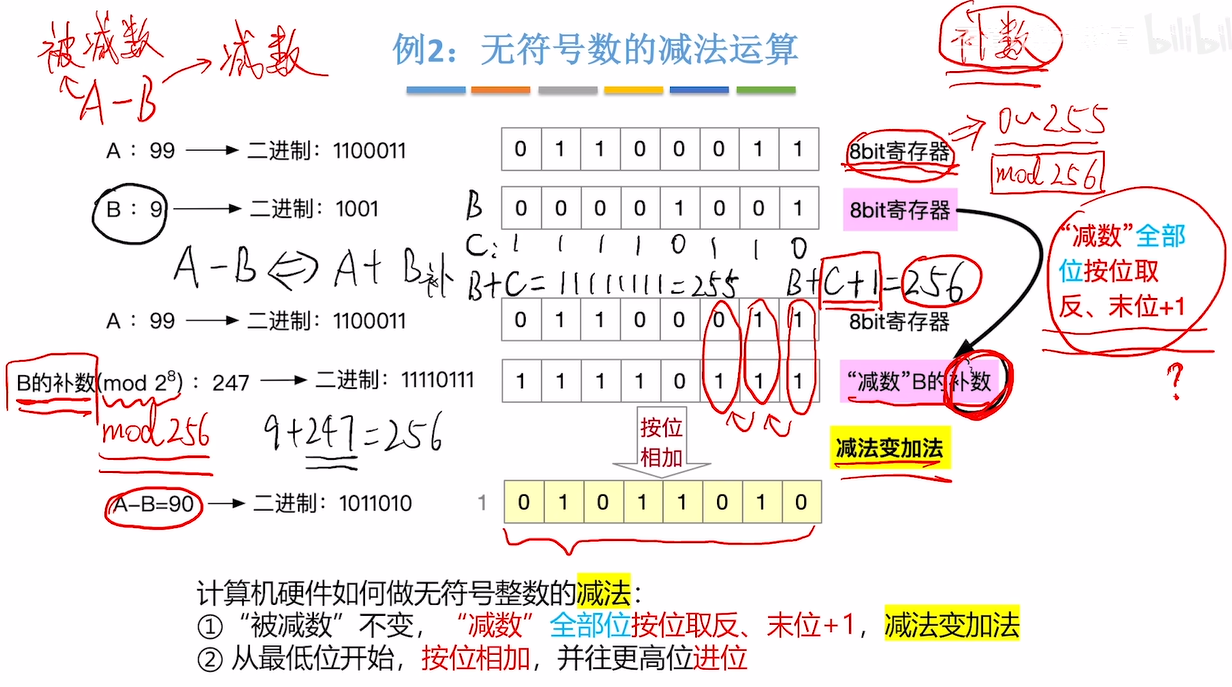 被减数
A-B → 减数
例2：无符号数的减法运算
补数
bilibil
A：99 → 二进制：1100011
0 1 1 0 0 0 1 1
8bit寄存器
⇒ 0~255
mod 256
B：9 → 二进制：1001
B 0 0 0 0 1 0 0 1
8bit寄存器
C: 1 1 1 1 0 1 1 0
A-B ⇔ A+B补
B+C=11111111=255
B+C+1=256
“减数”全部
位按位取
反、末位+1
?
A：99 → 二进制：1100011
0 1 1 0 0 0 1 1
8bit寄存器
B的补数(mod 2⁸)：247 → 二进制：11110111
1 1 1 1 0 1 1 1
“减数”B的补数
mod 256
9+247=256
按位
相加
减法变加法
A-B=90 → 二进制：1011010
1 0 1 0 1 1 0 1 0
计算机硬件如何做无符号整数的减法：
①“被减数”不变，“减数”全部位按位取反、末位+1，减法变加法
② 从最低位开始，按位相加，并往更高位进位